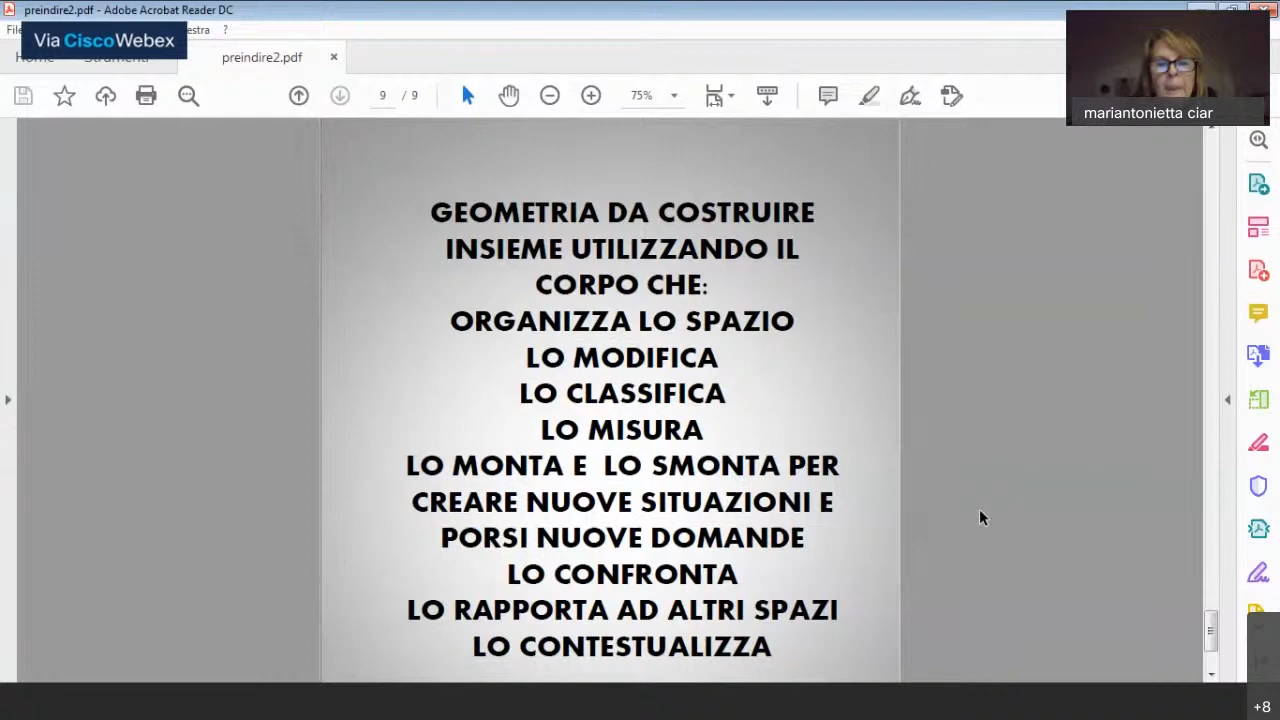 preindire2.pdf - Adobe Acrobat Reader DC
Via CiscoWebex
?
preindire2.pdf
9 / 9
75%
mariantonietta ciar
GEOMETRIA DA COSTRUIRE
INSIEME UTILIZZANDO IL
CORPO CHE:
ORGANIZZA LO SPAZIO
LO MODIFICA
LO CLASSIFICA
LO MISURA
LO MONTA E LO SMONTA PER
CREARE NUOVE SITUAZIONI E
PORSI NUOVE DOMANDE
LO CONFRONTA
LO RAPPORTA AD ALTRI SPAZI
LO CONTESTUALIZZA
+8